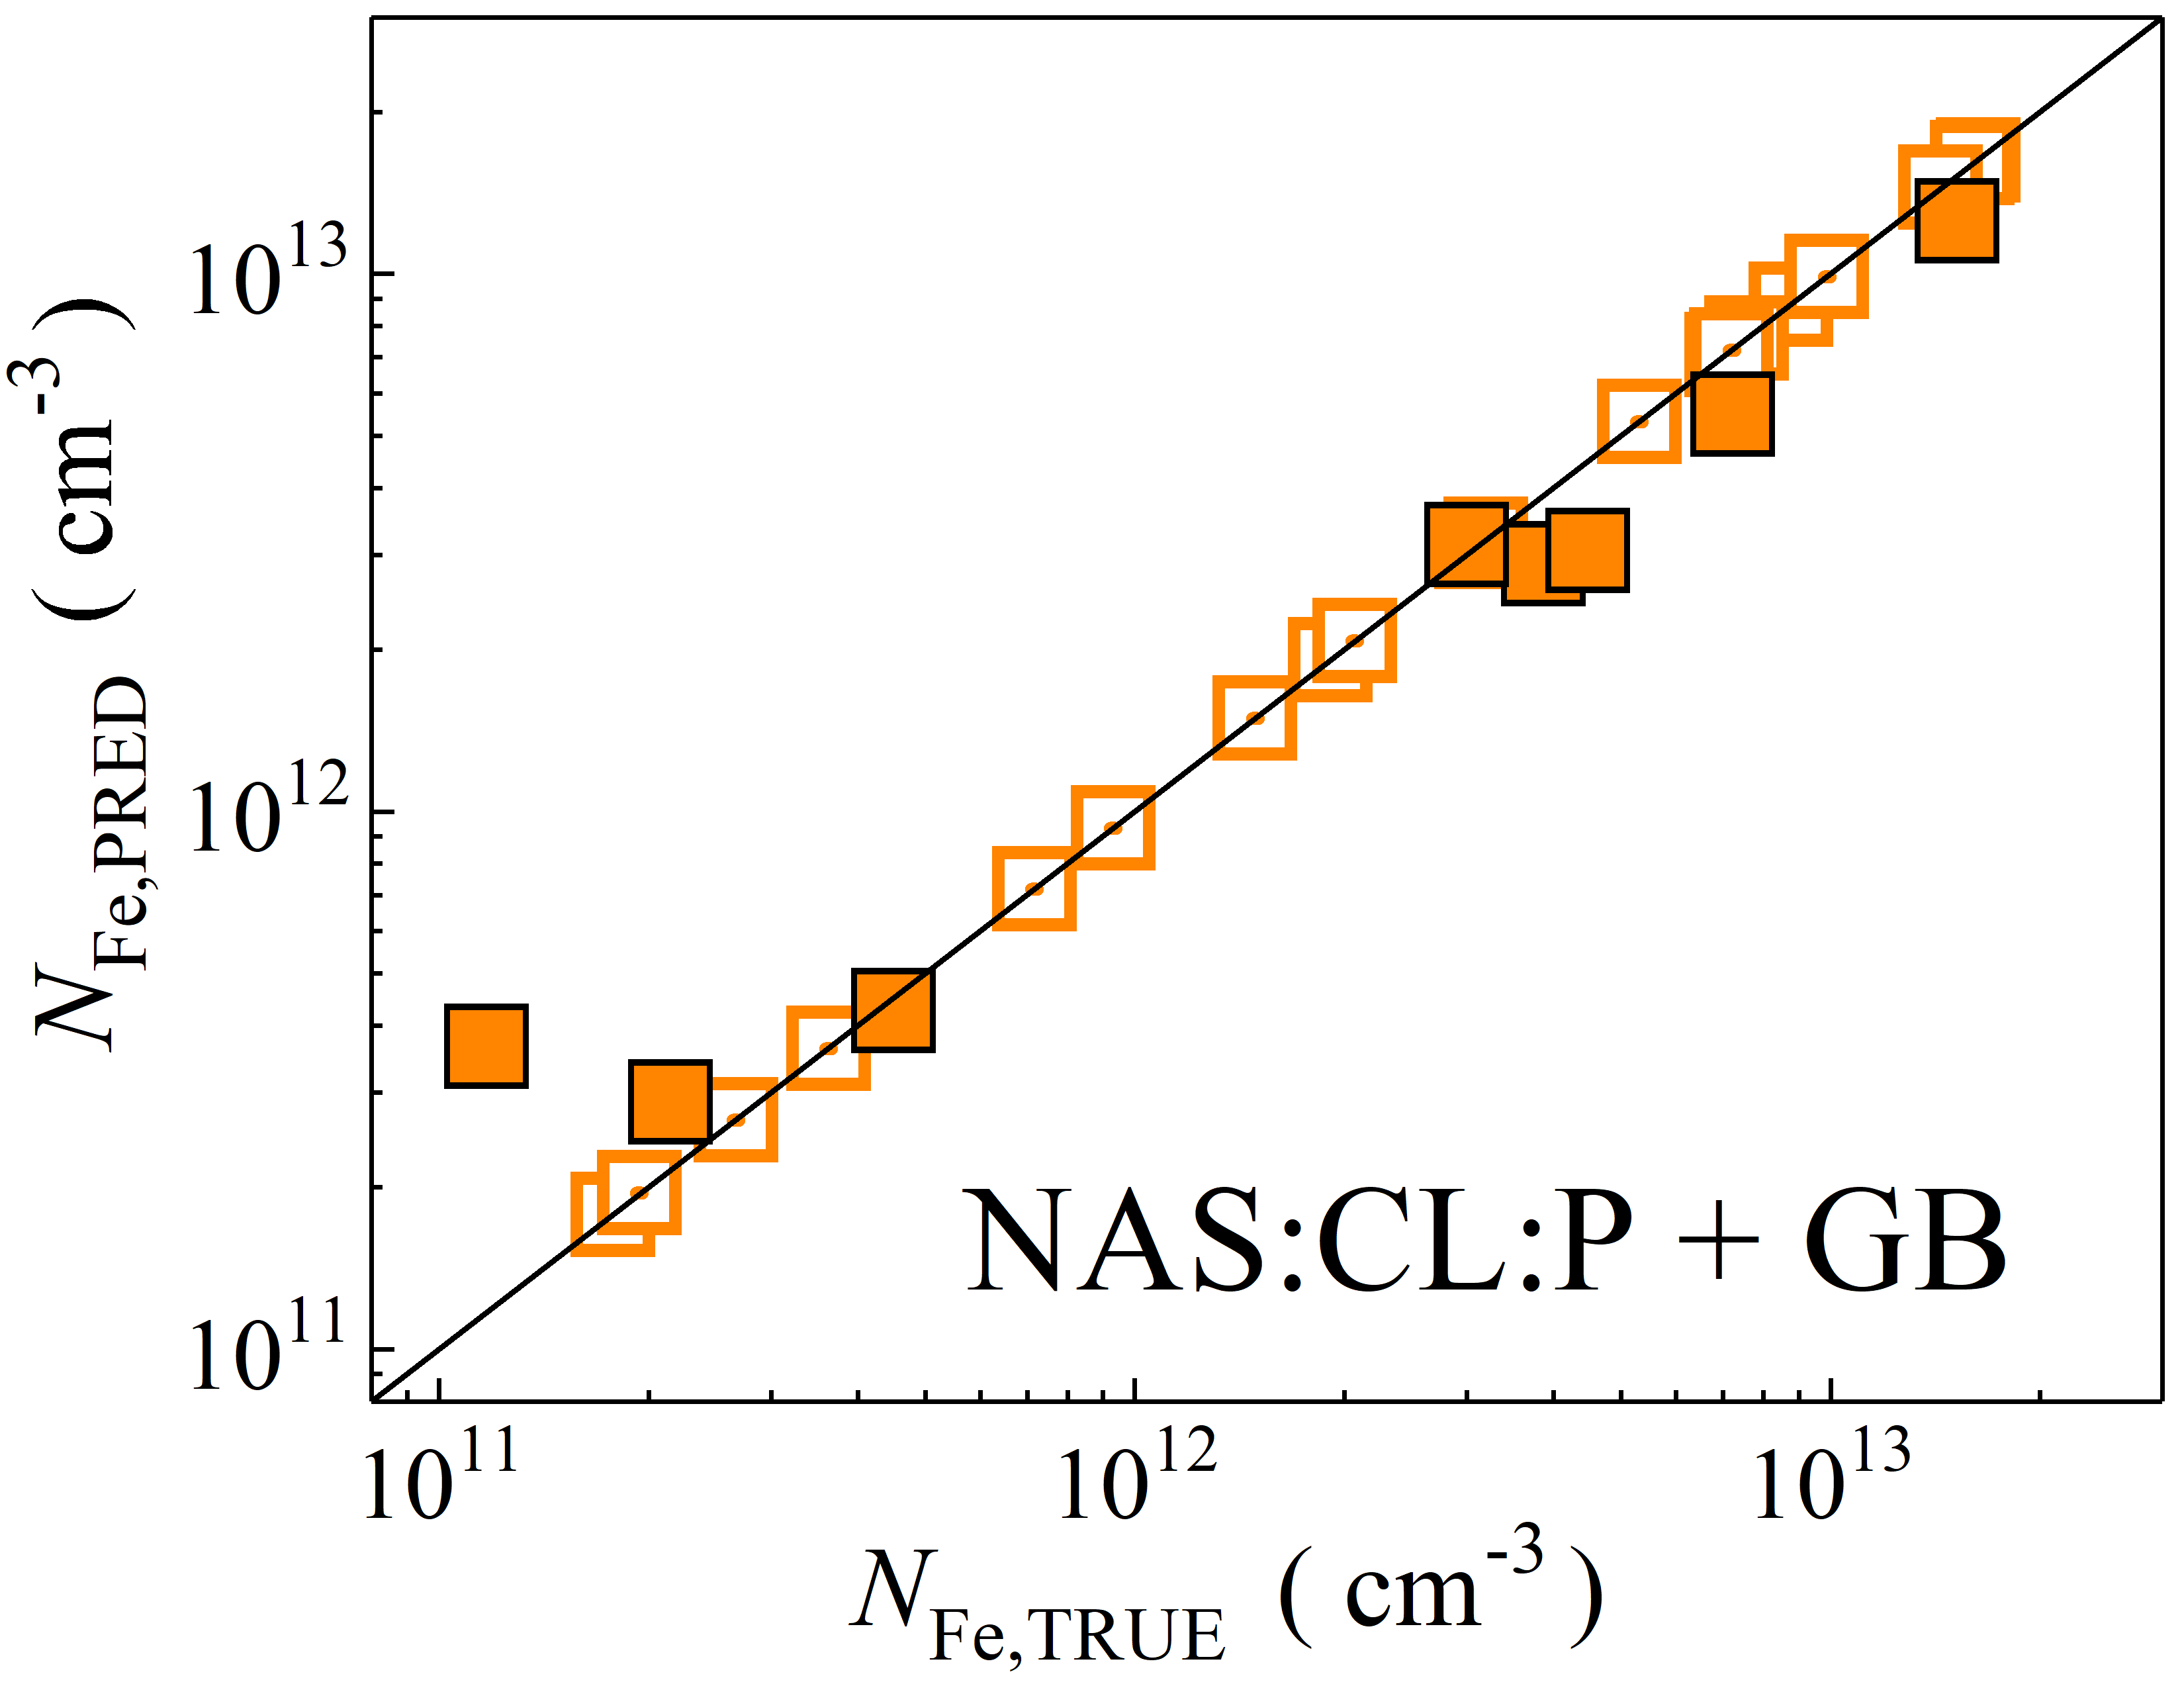 N_Fe,PRED ( cm^-3 )
10^13
10^12
10^11
NAS:CL:P + GB
10^11 10^12 10^13
N_Fe,TRUE ( cm^-3 )